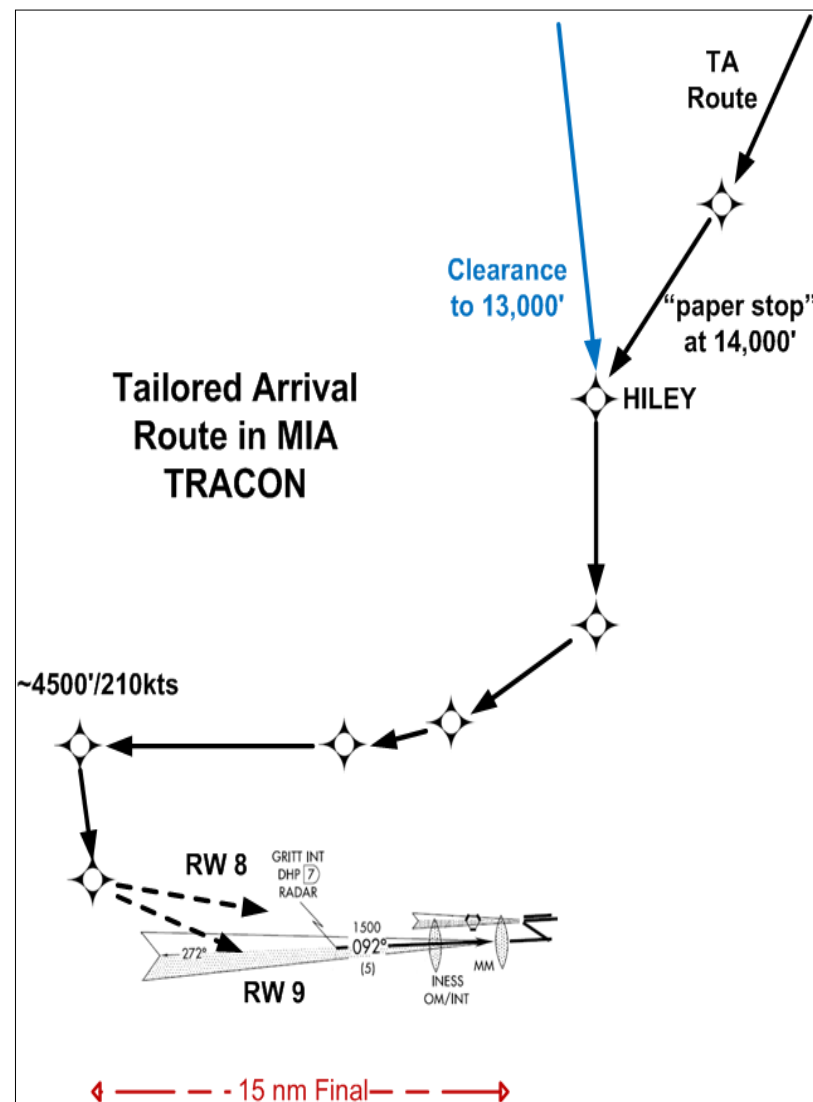 TA
Route
Clearance
to 13,000'
“paper stop”
at 14,000'
HILEY
Tailored Arrival
Route in MIA
TRACON
~4500'/210kts
RW 8
GRITT INT
DHP 7
RADAR
1500
272°
092°
(5)
MM
INESS
OM/INT
RW 9
15 nm Final